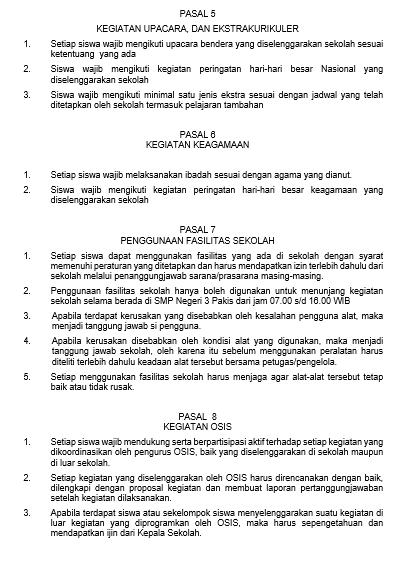 PASAL 5
KEGIATAN UPACARA, DAN EKSTRAKURIKULER
1. Setiap siswa wajib mengikuti upacara bendera yang diselenggarakan sekolah sesuai
ketentuang yang ada
2. Siswa wajib mengikuti kegiatan peringatan hari-hari besar Nasional yang
diselenggarakan sekolah
3. Siswa wajib mengikuti minimal satu jenis ekstra sesuai dengan jadwal yang telah
ditetapkan oleh sekolah termasuk pelajaran tambahan
PASAL 6
KEGIATAN KEAGAMAAN
1. Setiap siswa wajib melaksanakan ibadah sesuai dengan agama yang dianut.
2. Siswa wajib mengikuti kegiatan peringatan hari-hari besar keagamaan yang
diselenggarakan sekolah
PASAL 7
PENGGUNAAN FASILITAS SEKOLAH
1. Setiap siswa dapat menggunakan fasilitas yang ada di sekolah dengan syarat
memenuhi peraturan yang ditetapkan dan harus mendapatkan izin terlebih dahulu dari
sekolah melalui penanggungjawab sarana/prasarana masing-masing.
2. Penggunaan fasilitas sekolah hanya boleh digunakan untuk menunjang kegiatan
sekolah selama berada di SMP Negeri 3 Pakis dari jam 07.00 s/d 16.00 WIB
3. Apabila terdapat kerusakan yang disebabkan oleh kesalahan pengguna alat, maka
menjadi tanggung jawab si pengguna.
4. Apabila kerusakan disebabkan oleh kondisi alat yang digunakan, maka menjadi
tanggung jawab sekolah, oleh karena itu sebelum menggunakan peralatan harus
diteliti terlebih dahulu keadaan alat tersebut bersama petugas/pengelola.
5. Setiap menggunakan fasilitas sekolah harus menjaga agar alat-alat tersebut tetap
baik atau tidak rusak.
PASAL 8
KEGIATAN OSIS
1. Setiap siswa wajib mendukung serta berpartisipasi aktif terhadap setiap kegiatan yang
dikoordinasikan oleh pengurus OSIS, baik yang diselenggarakan di sekolah maupun
di luar sekolah.
2. Setiap kegiatan yang diselenggarakan oleh OSIS harus direncanakan dengan baik,
dilengkapi dengan proposal kegiatan dan membuat laporan pertanggungjawaban
setelah kegiatan dilaksanakan.
3. Apabila terdapat siswa atau sekelompok siswa menyelenggarakan suatu kegiatan di
luar kegiatan yang diprogramkan oleh OSIS, maka harus sepengetahuan dan
mendapatkan ijin dari Kepala Sekolah.